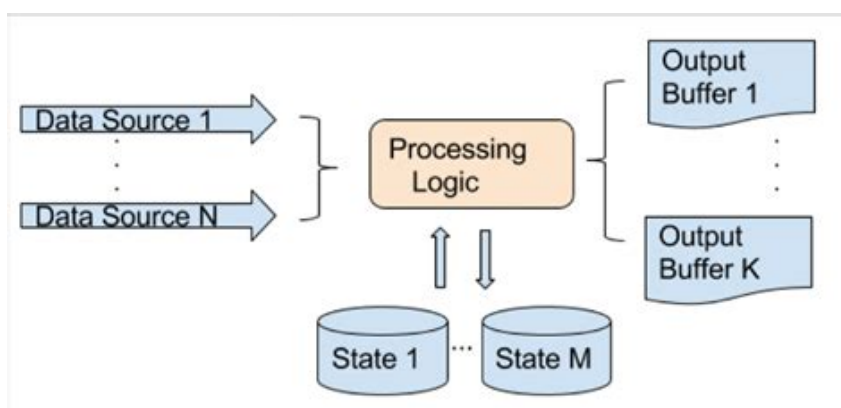 Data Source 1
Data Source N
Processing
Logic
State 1
...
State M
Output
Buffer 1
Output
Buffer K